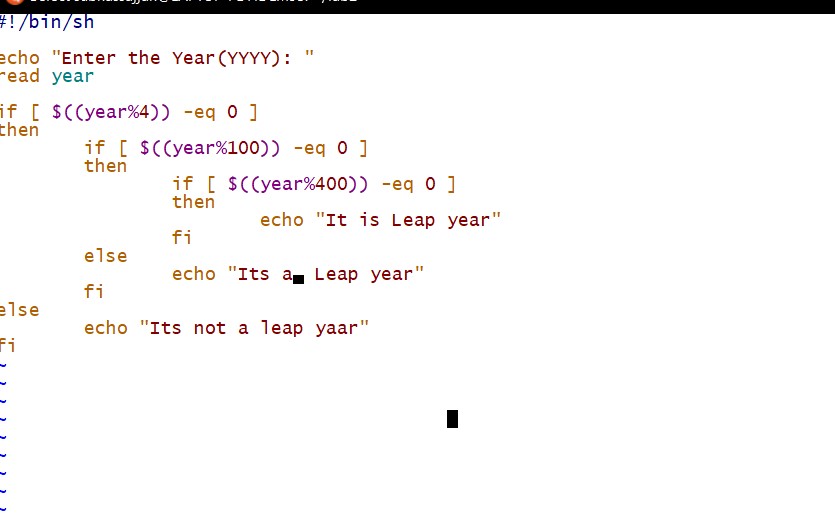 #!/bin/sh
echo "Enter the Year(YYYY): "
read year
if [ $((year%4)) -eq 0 ]
then
if [ $((year%100)) -eq 0 ]
then
if [ $((year%400)) -eq 0 ]
then
echo "It is Leap year"
fi
else
echo "Its a Leap year"
fi
else
echo "Its not a leap yaar"
fi
~
~
~
~
~
~
~
~
~